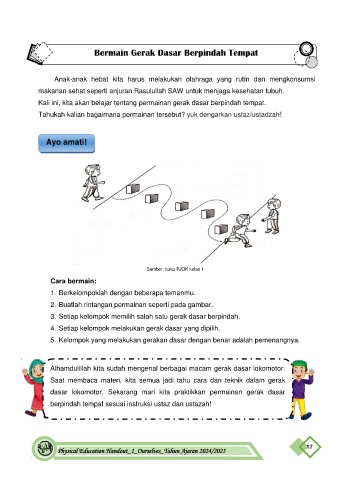 Bermain Gerak Dasar Berpindah Tempat
Anak-anak hebat kita harus melakukan olahraga yang rutin dan mengkonsumsi
makanan sehat seperti anjuran Rasulullah SAW untuk menjaga kesehatan tubuh.
Kali ini, kita akan belajar tentang permainan gerak dasar berpindah tempat.
Tahukah kalian bagaimana permainan tersebut? yuk dengarkan ustaz/ustadzah!
Ayo amati!
Sumber: buku PJOK kelas I
Cara bermain:
1. Berkelompoklah dengan beberapa temanmu.
2. Buatlah rintangan permainan seperti pada gambar.
3. Setiap kelompok memilih salah satu gerak dasar berpindah.
4. Setiap kelompok melakukan gerak dasar yang dipilih.
5. Kelompok yang melakukan gerakan dasar dengan benar adalah pemenangnya.
Alhamdulillah kita sudah mengenal berbagai macam gerak dasar lokomotor.
Saat membaca materi, kita semua jadi tahu cara dan teknik dalam gerak
dasar lokomotor. Sekarang mari kita praktikkan permainan gerak dasar
berpindah tempat sesuai instruksi ustaz dan ustazah!
Physical Education Handout_1_Ourselves_Tahun Ajaran 2024/2025
17